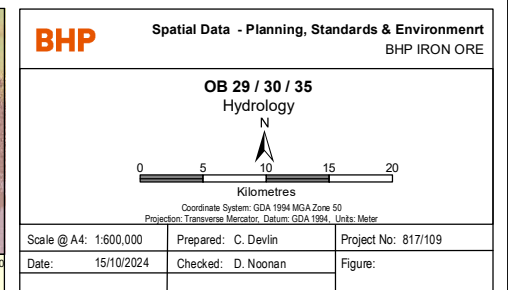 BHP
Spatial Data - Planning, Standards & Environmenrt
BHP IRON ORE
OB 29 / 30 / 35
Hydrology
N
0 5 10 15 20
Kilometres
Coordinate System: GDA 1994 MGA Zone 50
Projection: Transverse Mercator, Datum: GDA 1994, Units: Meter
Scale @ A4: 1:600,000 Prepared: C. Devlin Project No: 817/109
Date: 15/10/2024 Checked: D. Noonan Figure: